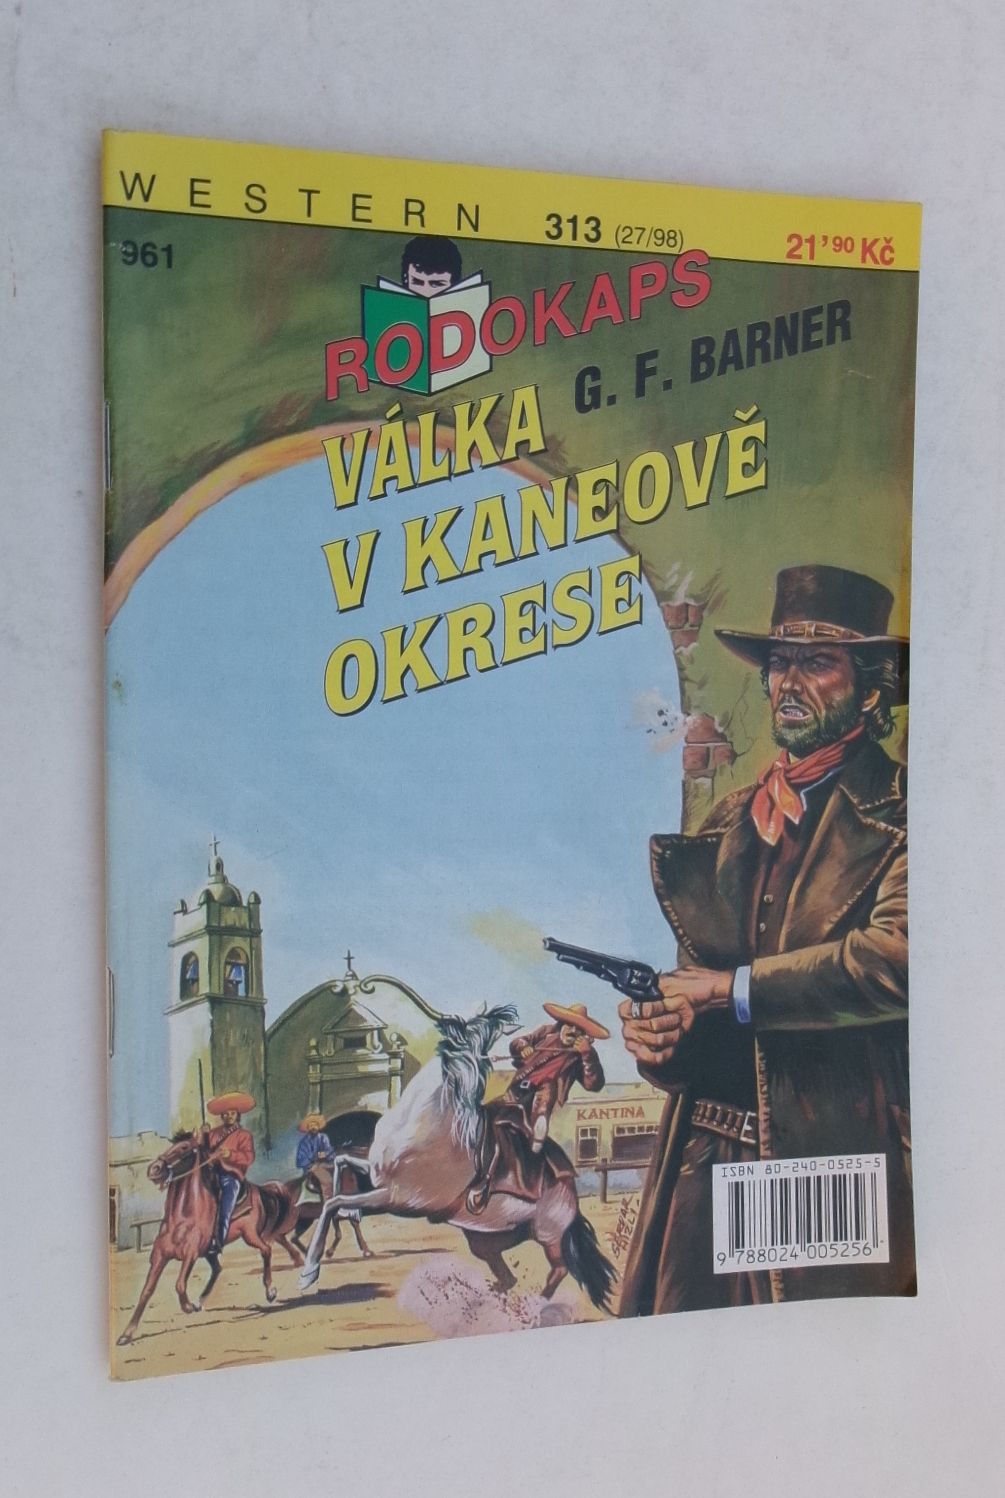 WESTERN 313 (27/98) 21'90 Kč
961
RODOKAPS
G. F. BARNER
VÁLKA
V KANEOVĚ
OKRESE
KANTINA
ISBN 80-240-0525-5
9 788024 005256